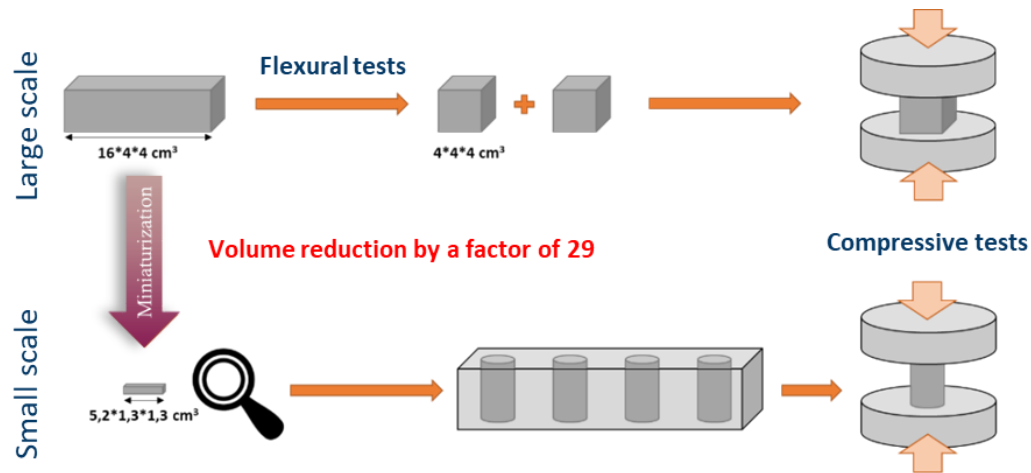 Large scale
Flexural tests
16*4*4 cm³
4*4*4 cm³
Miniaturization
Volume reduction by a factor of 29
Compressive tests
Small scale
5,2*1,3*1,3 cm³